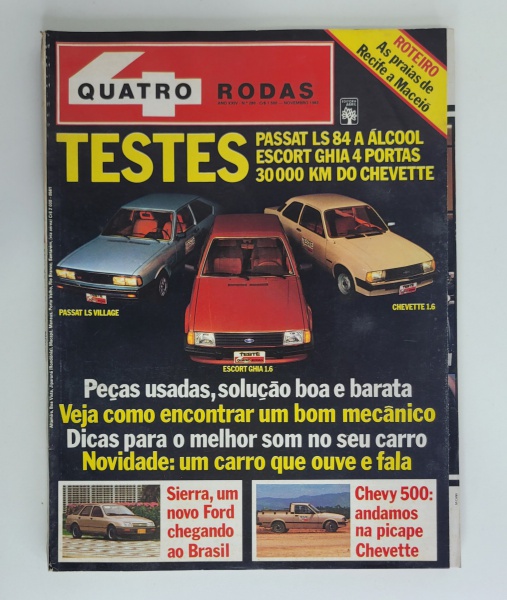 QUATRO RODAS
ROTEIRO
As praias de
Recife a Maceió
TESTES
PASSAT LS 84 A ÁLCOOL
ESCORT GHIA 4 PORTAS
30000 KM DO CHEVETTE
PASSAT LS VILLAGE
ESCORT GHIA 1.6
CHEVETTE 1.6
TESTE
Peças usadas, solução boa e barata
Veja como encontrar um bom mecânico
Dicas para o melhor som no seu carro
Novidade: um carro que ouve e fala
Sierra, um
novo Ford
chegando
ao Brasil
Chevy 500:
andamos
na picape
Chevette